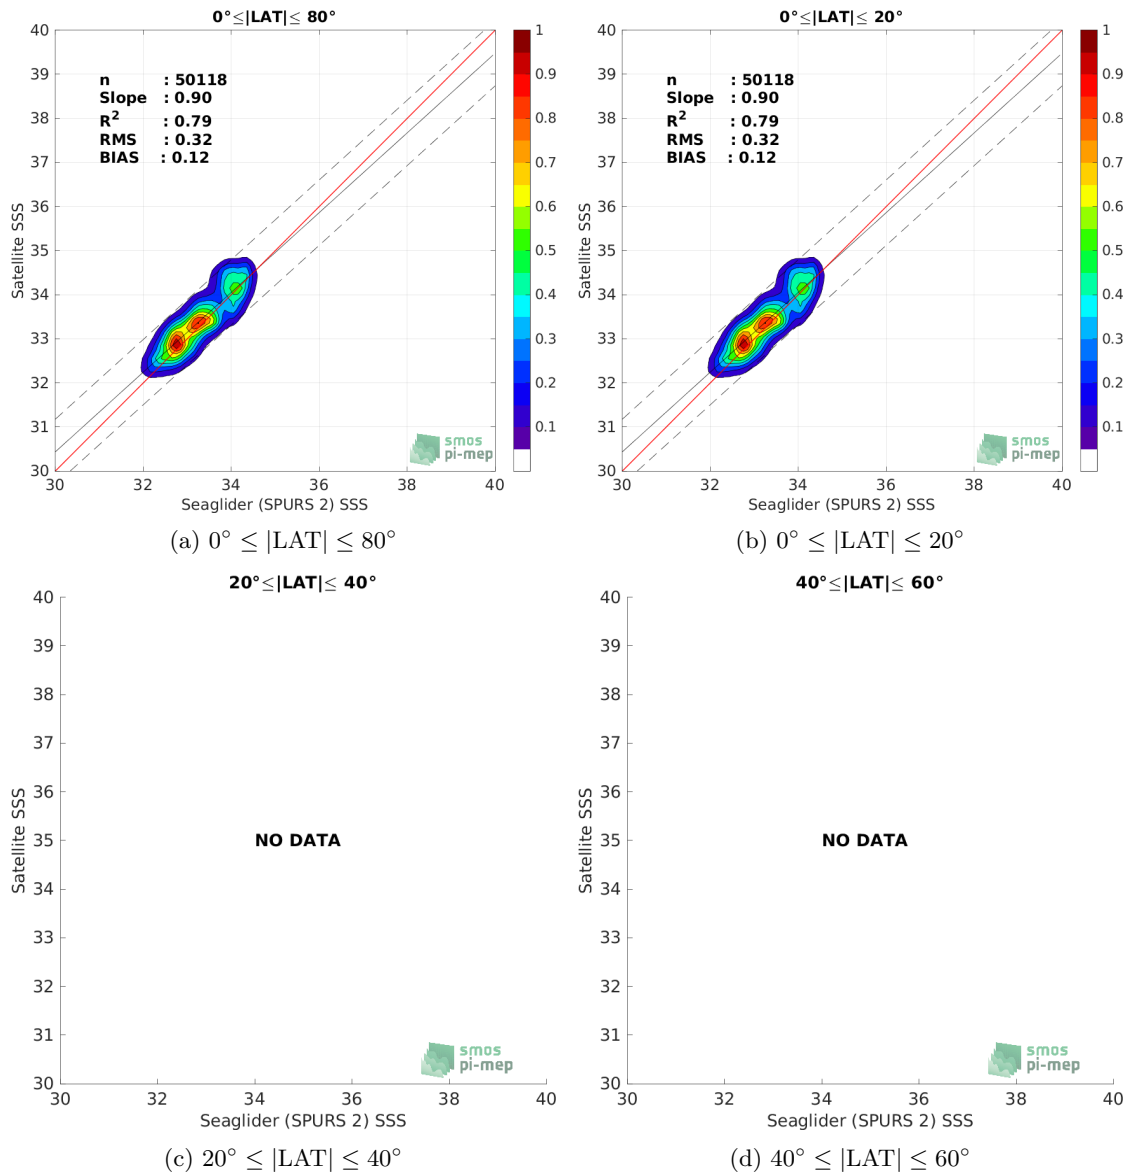 0°≤|LAT|≤ 80°
40
39
38
37
36
35
34
33
32
31
30
Satellite SSS
n : 50118
Slope : 0.90
R² : 0.79
RMS : 0.32
BIAS : 0.12
1
0.9
0.8
0.7
0.6
0.5
0.4
0.3
0.2
0.1
smos
pi-mep
30 32 34 36 38 40
Seaglider (SPURS 2) SSS
(a) 0° ≤ |LAT| ≤ 80°
0°≤|LAT|≤ 20°
40
39
38
37
36
35
34
33
32
31
30
Satellite SSS
n : 50118
Slope : 0.90
R² : 0.79
RMS : 0.32
BIAS : 0.12
1
0.9
0.8
0.7
0.6
0.5
0.4
0.3
0.2
0.1
smos
pi-mep
30 32 34 36 38 40
Seaglider (SPURS 2) SSS
(b) 0° ≤ |LAT| ≤ 20°
20°≤|LAT|≤ 40°
40
39
38
37
36
35
34
33
32
31
30
Satellite SSS
NO DATA
smos
pi-mep
30 32 34 36 38 40
Seaglider (SPURS 2) SSS
(c) 20° ≤ |LAT| ≤ 40°
40°≤|LAT|≤ 60°
40
39
38
37
36
35
34
33
32
31
30
Satellite SSS
NO DATA
smos
pi-mep
30 32 34 36 38 40
Seaglider (SPURS 2) SSS
(d) 40° ≤ |LAT| ≤ 60°